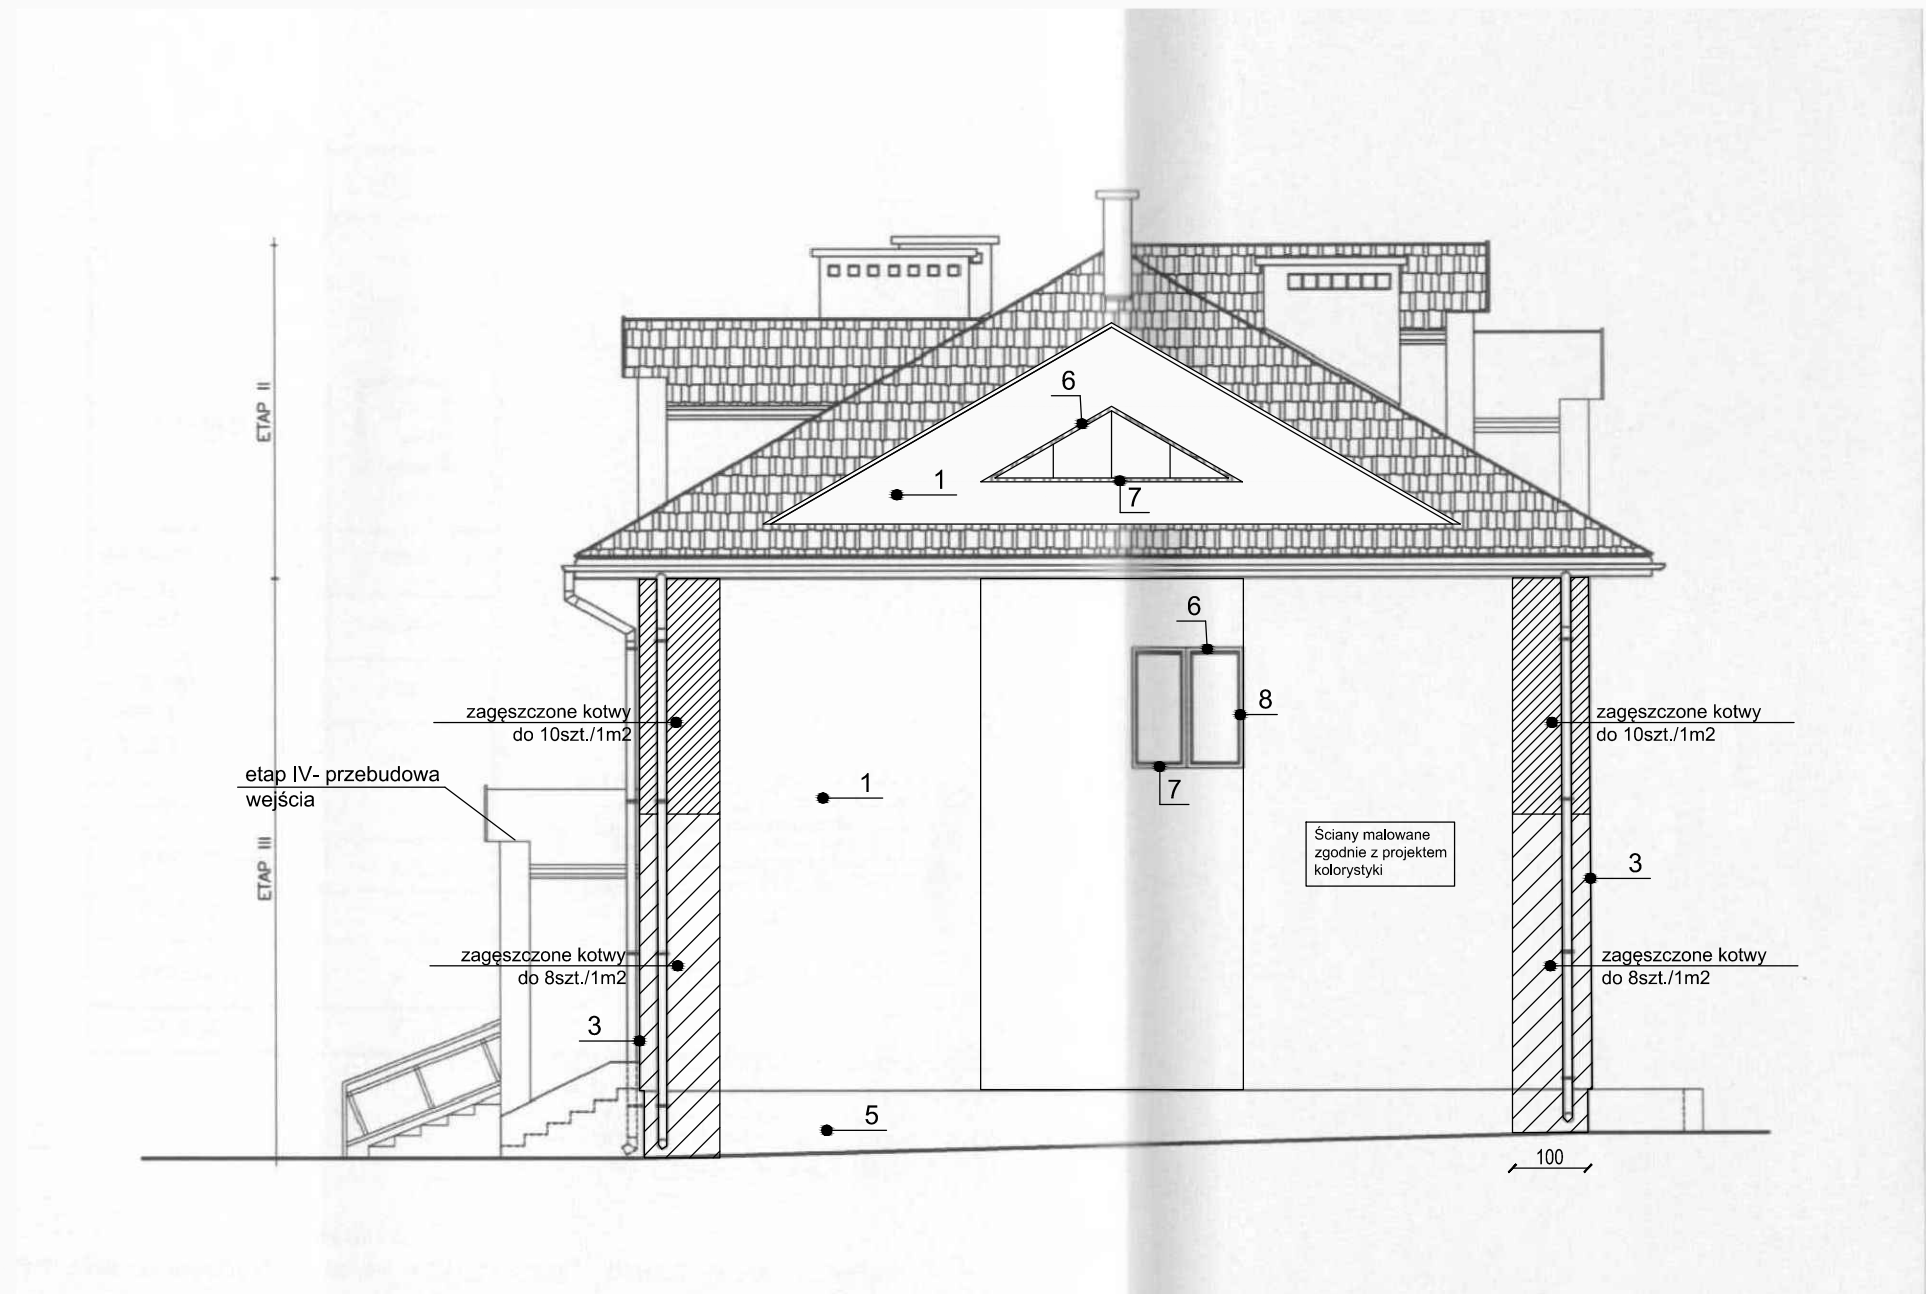 6
1
7
ETAP II
6
8
zagęszczone kotwy
do 10szt./1m2
zagęszczone kotwy
do 10szt./1m2
etap IV- przebudowa
wejścia
1
7
Ściany malowane
zgodnie z projektem
kolorystyki
ETAP III
3
zagęszczone kotwy
do 8szt./1m2
zagęszczone kotwy
do 8szt./1m2
3
5
100